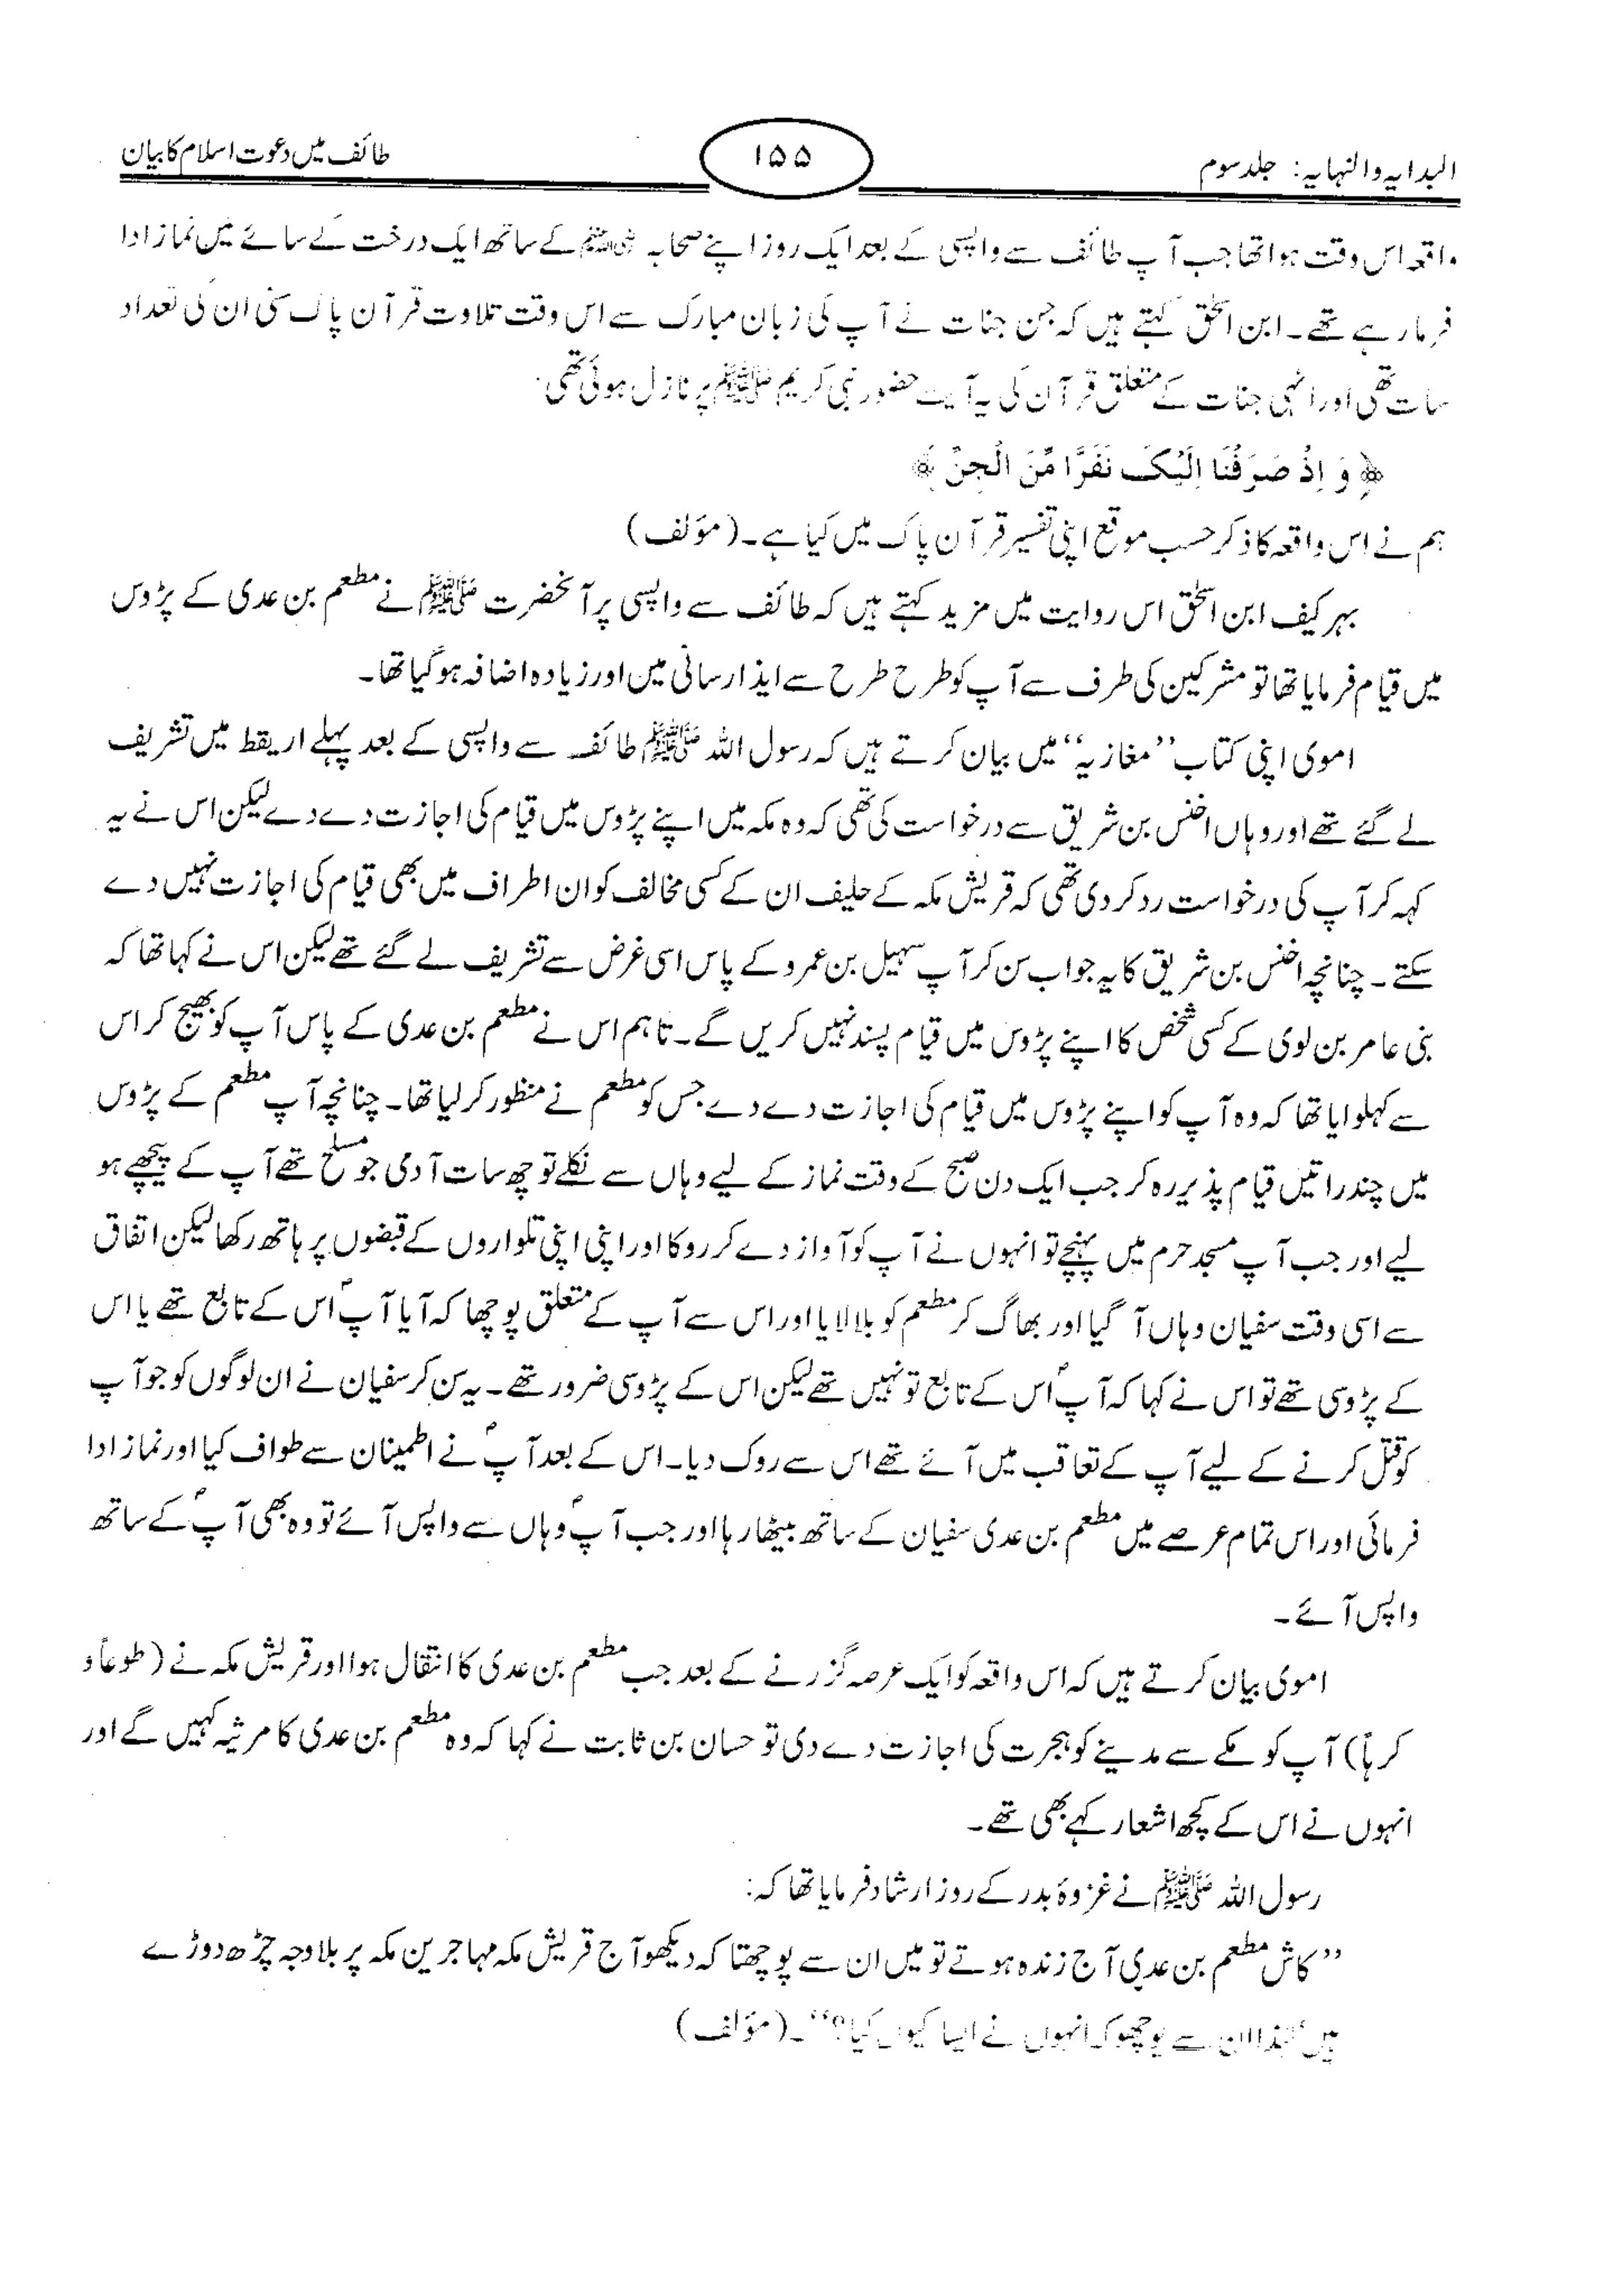 البدایہ والنہایہ: جلد سوم
۱۵۵
طائف میں دعوت اسلام کا بیان
واقعہ اس وقت ہوا تھا جب آپ طائف سے واپسی کے بعد ایک روز اپنے صحابہ رضی اللہ عنہم کے ساتھ ایک درخت کے سائے میں نماز ادا
فرما رہے تھے۔ ابن اسحٰق کہتے ہیں کہ جن جنات نے آپ کی زبان مبارک سے اس وقت تلاوت قرآن پاک سنی ان کی تعداد
سات تھی اور انہی جنات کے متعلق قرآن کی یہ آیت حضور نبی کریم ﷺ پر نازل ہوئی تھی:
﴿ وَ اِذْ صَرَفْنَا اِلَیْکَ نَفَرًا مِّنَ الْجِنِّ ﴾
ہم نے اس واقعہ کا ذکر حسب موقع اپنی تفسیر قرآن پاک میں کیا ہے۔ (مؤلف)
بہرکیف ابن اسحٰق اس روایت میں مزید کہتے ہیں کہ طائف سے واپسی پر آنحضرت ﷺ نے مطعم بن عدی کے پڑوس
میں قیام فرمایا تھا تو مشرکین کی طرف سے آپ کو طرح طرح سے ایذا رسانی میں اور زیادہ اضافہ ہو گیا تھا۔
اموی اپنی کتاب ’’مغازیہ‘‘ میں بیان کرتے ہیں کہ رسول اللہ ﷺ طائف سے واپسی کے بعد پہلے اریقط میں تشریف
لے گئے تھے اور وہاں اخنس بن شریق سے درخواست کی تھی کہ وہ مکہ میں اپنے پڑوس میں قیام کی اجازت دے دے لیکن اس نے یہ
کہہ کر آپ کی درخواست رد کر دی تھی کہ قریش مکہ کے حلیف ان کے کسی مخالف کو ان اطراف میں بھی قیام کی اجازت نہیں دے
سکتے۔ چنانچہ اخنس بن شریق کا یہ جواب سن کر آپ سہیل بن عمرو کے پاس اسی غرض سے تشریف لے گئے تھے لیکن اس نے کہا تھا کہ
بنی عامر بن لوی کے کسی شخص کا اپنے پڑوس میں قیام پسند نہیں کریں گے۔ تاہم اس نے مطعم بن عدی کے پاس آپ کو بھیج کر اس
سے کہلوایا تھا کہ وہ آپ کو اپنے پڑوس میں قیام کی اجازت دے دے جس کو مطعم نے منظور کر لیا تھا۔ چنانچہ آپ مطعم کے پڑوس
میں چند راتیں قیام پذیر رہ کر جب ایک دن صبح کے وقت نماز کے لیے وہاں سے نکلے تو چھ سات آدمی جو مسلح تھے آپ کے پیچھے ہو
لیے اور جب آپ مسجد حرم میں پہنچے تو انہوں نے آپ کو آواز دے کر روکا اور اپنی اپنی تلواروں کے قبضوں پر ہاتھ رکھا لیکن اتفاق
سے اسی وقت سفیان وہاں آ گیا اور بھاگ کر مطعم کو بلا لایا اور اس سے آپ کے متعلق پوچھا کہ آیا آپؐ اس کے تابع تھے یا اس
کے پڑوسی تھے تو اس نے کہا کہ آپؐ اس کے تابع تو نہیں تھے لیکن اس کے پڑوسی ضرور تھے۔ یہ سن کر سفیان نے ان لوگوں کو جو آپ
کو قتل کرنے کے لیے آپ کے تعاقب میں آئے تھے اس سے روک دیا۔ اس کے بعد آپؐ نے اطمینان سے طواف کیا اور نماز ادا
فرمائی اور اس تمام عرصے میں مطعم بن عدی سفیان کے ساتھ بیٹھا رہا اور جب آپؐ وہاں سے واپس آئے تو وہ بھی آپؐ کے ساتھ
واپس آئے۔
اموی بیان کرتے ہیں کہ اس واقعہ کو ایک عرصہ گزرنے کے بعد جب مطعم بن عدی کا انتقال ہوا اور قریش مکہ نے (طوعاً و
کرہاً) آپ کو مکے سے مدینے کو ہجرت کی اجازت دے دی تو حسان بن ثابت نے کہا کہ وہ مطعم بن عدی کا مرثیہ کہیں گے اور
انہوں نے اس کے کچھ اشعار کہے بھی تھے۔
رسول اللہ ﷺ نے غزوۂ بدر کے روز ارشاد فرمایا تھا کہ:
’’کاش مطعم بن عدی آج زندہ ہوتے تو میں ان سے پوچھتا کہ دیکھو آج قریش مکہ مہاجرین مکہ پر بلاوجہ چڑھ دوڑے
ہیں لہٰذا ان سے پوچھو کہ انہوں نے ایسا کیوں کیا؟‘‘۔ (مؤلف)